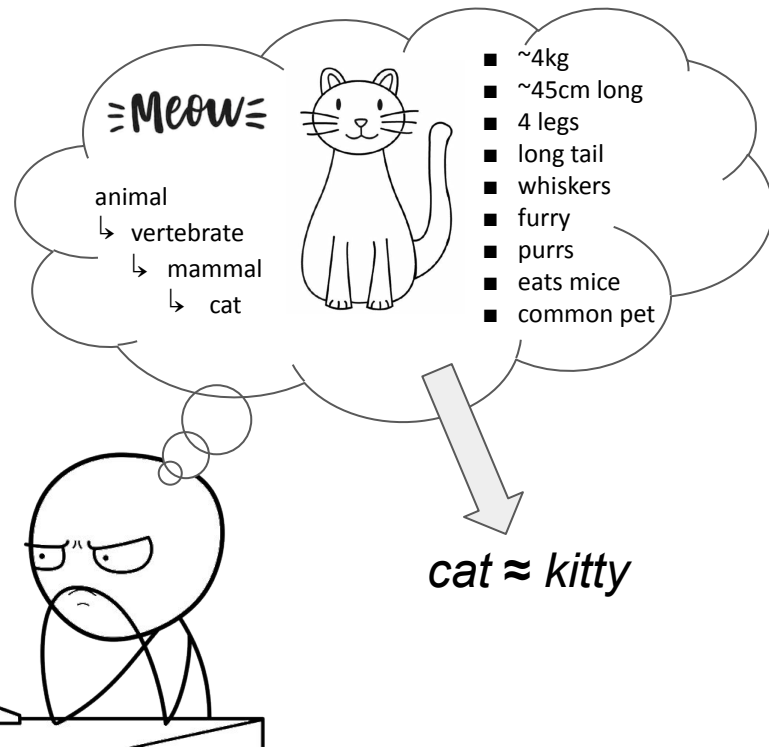 Meow
animal
↳ vertebrate
↳ mammal
↳ cat
■ ~4kg
■ ~45cm long
■ 4 legs
■ long tail
■ whiskers
■ furry
■ purrs
■ eats mice
■ common pet
cat ≈ kitty